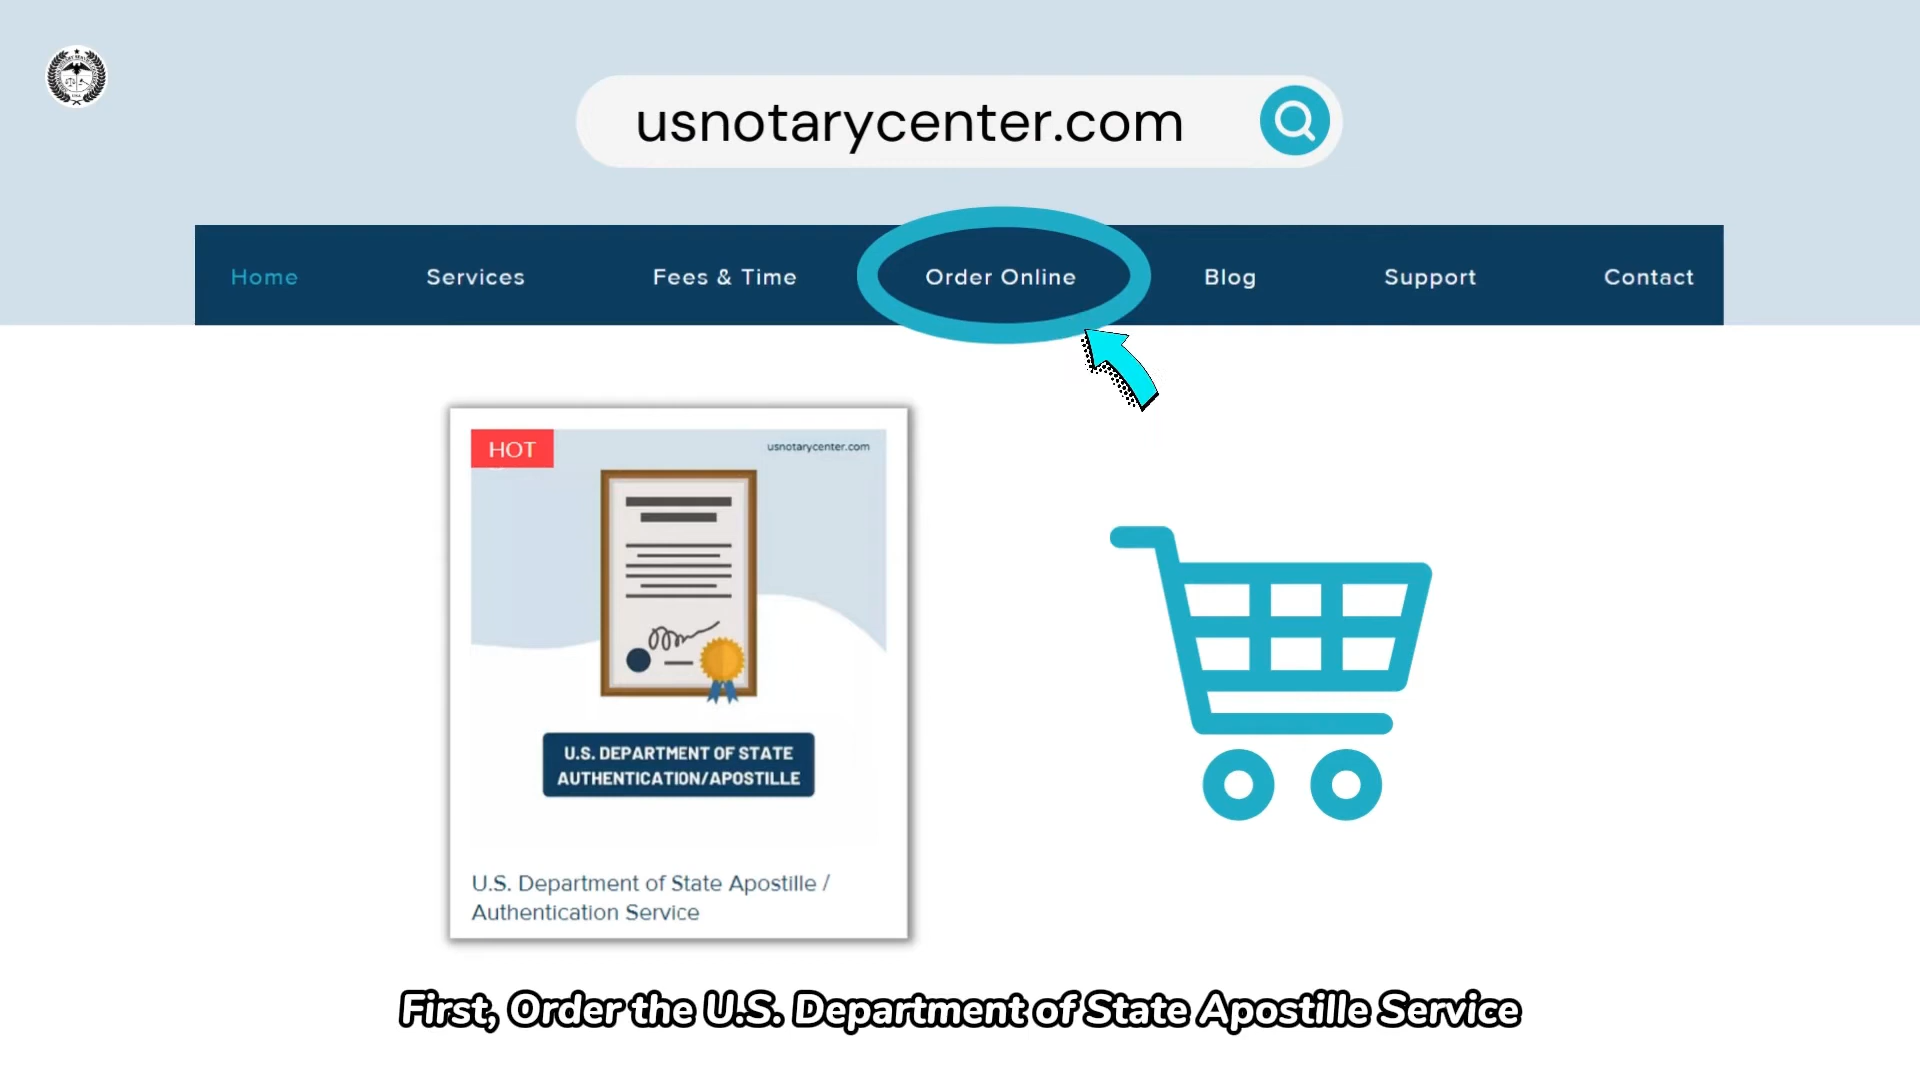 usnotarycenter.com
Home Services Fees & Time Order Online Blog Support Contact
HOT
usnotarycenter.com
U.S. DEPARTMENT OF STATE
AUTHENTICATION/APOSTILLE
U.S. Department of State Apostille /
Authentication Service
First, Order the U.S. Department of State Apostille Service